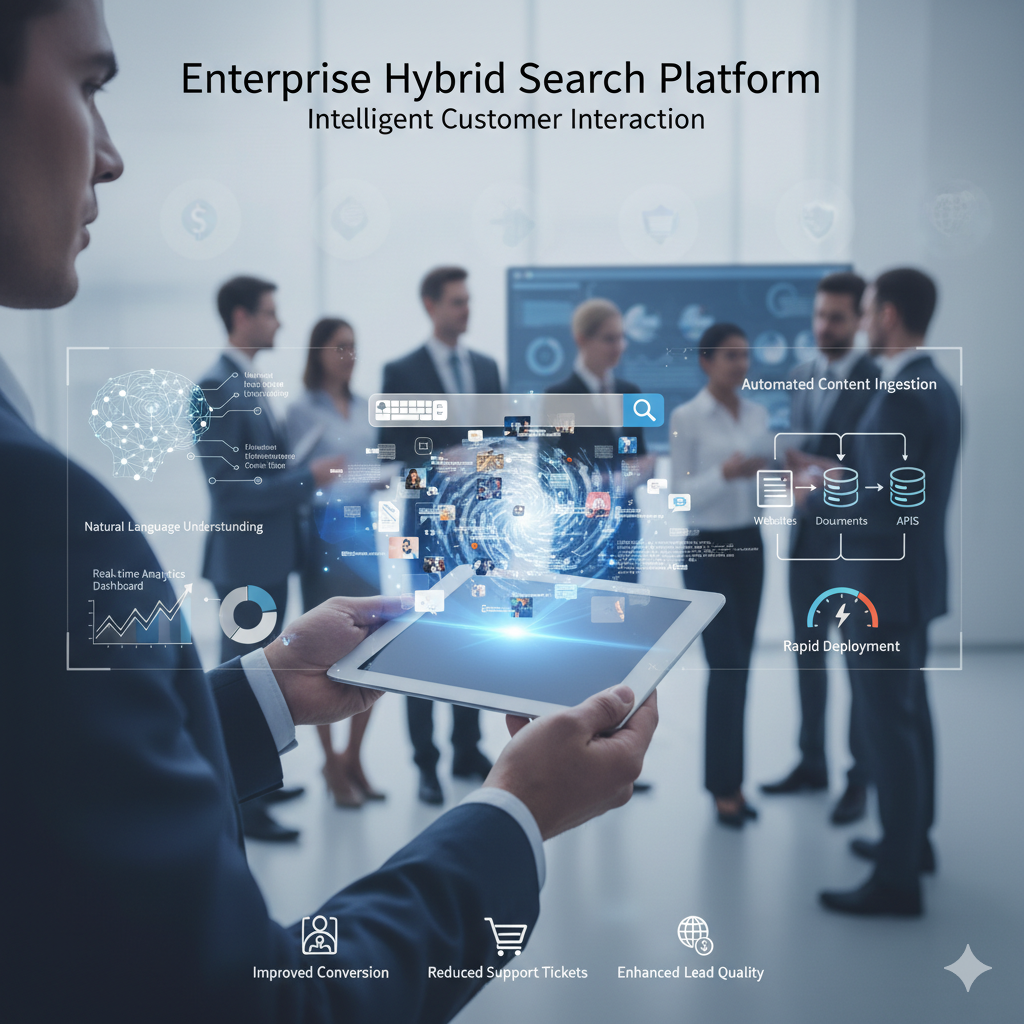 Enterprise Hybrid Search Platform
Intelligent Customer Interaction
Automated Content Ingestion
Websites
Documents
APIS
Natural Language Understunding
Real-time Analytics
Dashboard
Rapid Deployment
Improved Conversion
Reduced Support Tickets
Enhanced Lead Quality